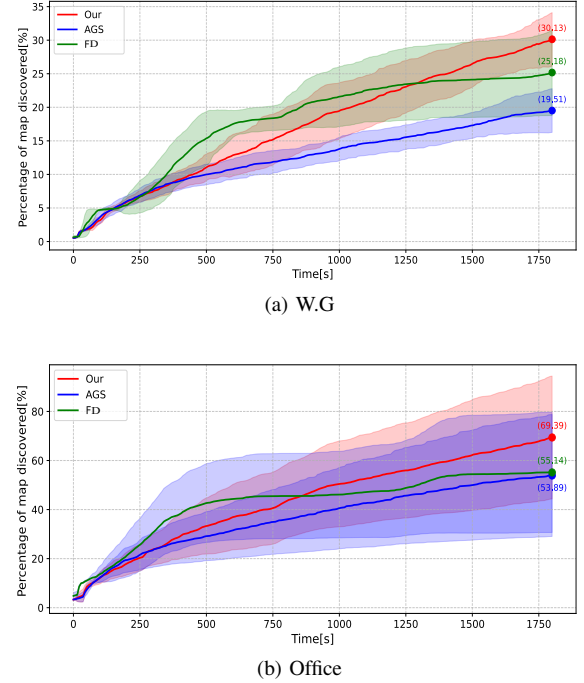 35
30
25
20
15
10
5
0
Percentage of map discovered[%]
Our
AGS
FD
(30,13)
(25,18)
(19,51)
0 250 500 750 1000 1250 1500 1750
Time[s]
(a) W.G
80
60
40
20
0
Percentage of map discovered[%]
Our
AGS
FD
(69,39)
(55,14)
(53,89)
0 250 500 750 1000 1250 1500 1750
Time[s]
(b) Office